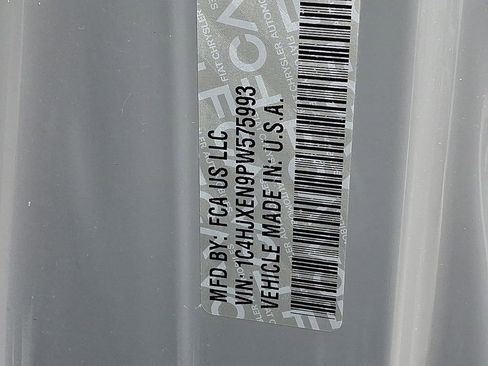 MFD BY: FCA US LLC
VIN: 1C4HJXEN9PW575993
VEHICLE MADE IN: U.S.A.